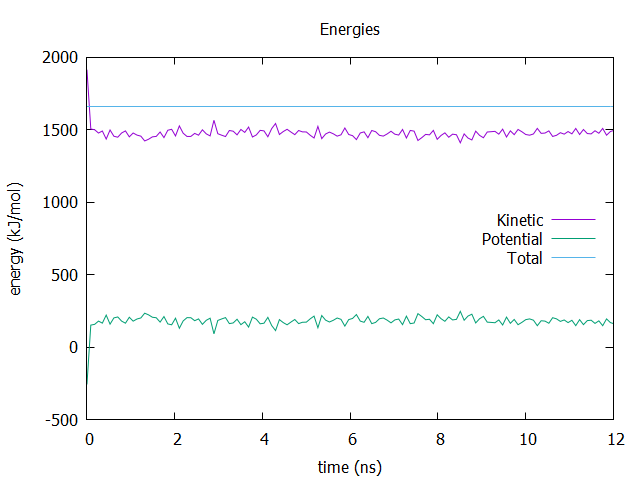 Energies
2000
1500
1000
500
0
-500
energy (kJ/mol)
Kinetic
Potential
Total
0 2 4 6 8 10 12
time (ns)